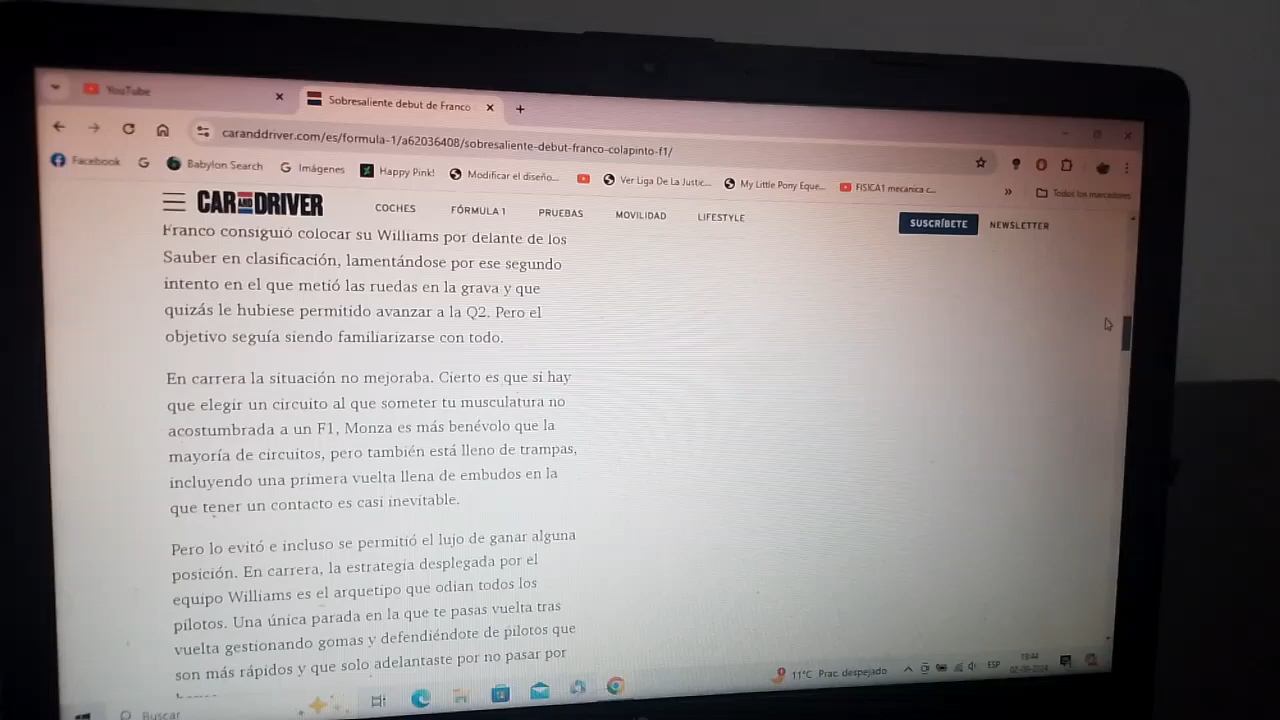 YouTube
Sobresaliente debut de Franco
caranddriver.com/es/formula-1/a62036408/sobresaliente-debut-franco-colapinto-f1/
Facebook
G
Babylon Search
G Imágenes
Happy Pink!
Modificar el diseño...
Ver Liga De La Justic...
My Little Pony Eque...
FISICA1 mecanica c...
»
Todos los marcadores
CAR AND DRIVER
COCHES
FÓRMULA 1
PRUEBAS
MOVILIDAD
LIFESTYLE
SUSCRÍBETE
NEWSLETTER
Franco consiguió colocar su Williams por delante de los
Sauber en clasificación, lamentándose por ese segundo
intento en el que metió las ruedas en la grava y que
quizás le hubiese permitido avanzar a la Q2. Pero el
objetivo seguía siendo familiarizarse con todo.
En carrera la situación no mejoraba. Cierto es que si hay
que elegir un circuito al que someter tu musculatura no
acostumbrada a un F1, Monza es más benévolo que la
mayoría de circuitos, pero también está lleno de trampas,
incluyendo una primera vuelta llena de embudos en la
que tener un contacto es casi inevitable.
Pero lo evitó e incluso se permitió el lujo de ganar alguna
posición. En carrera, la estrategia desplegada por el
equipo Williams es el arquetipo que odian todos los
pilotos. Una única parada en la que te pasas vuelta tras
vuelta gestionando gomas y defendiéndote de pilotos que
son más rápidos y que solo adelantaste por no pasar por
Buscar
11°C Prac. despejado
ESP
19:44
02-09-2024